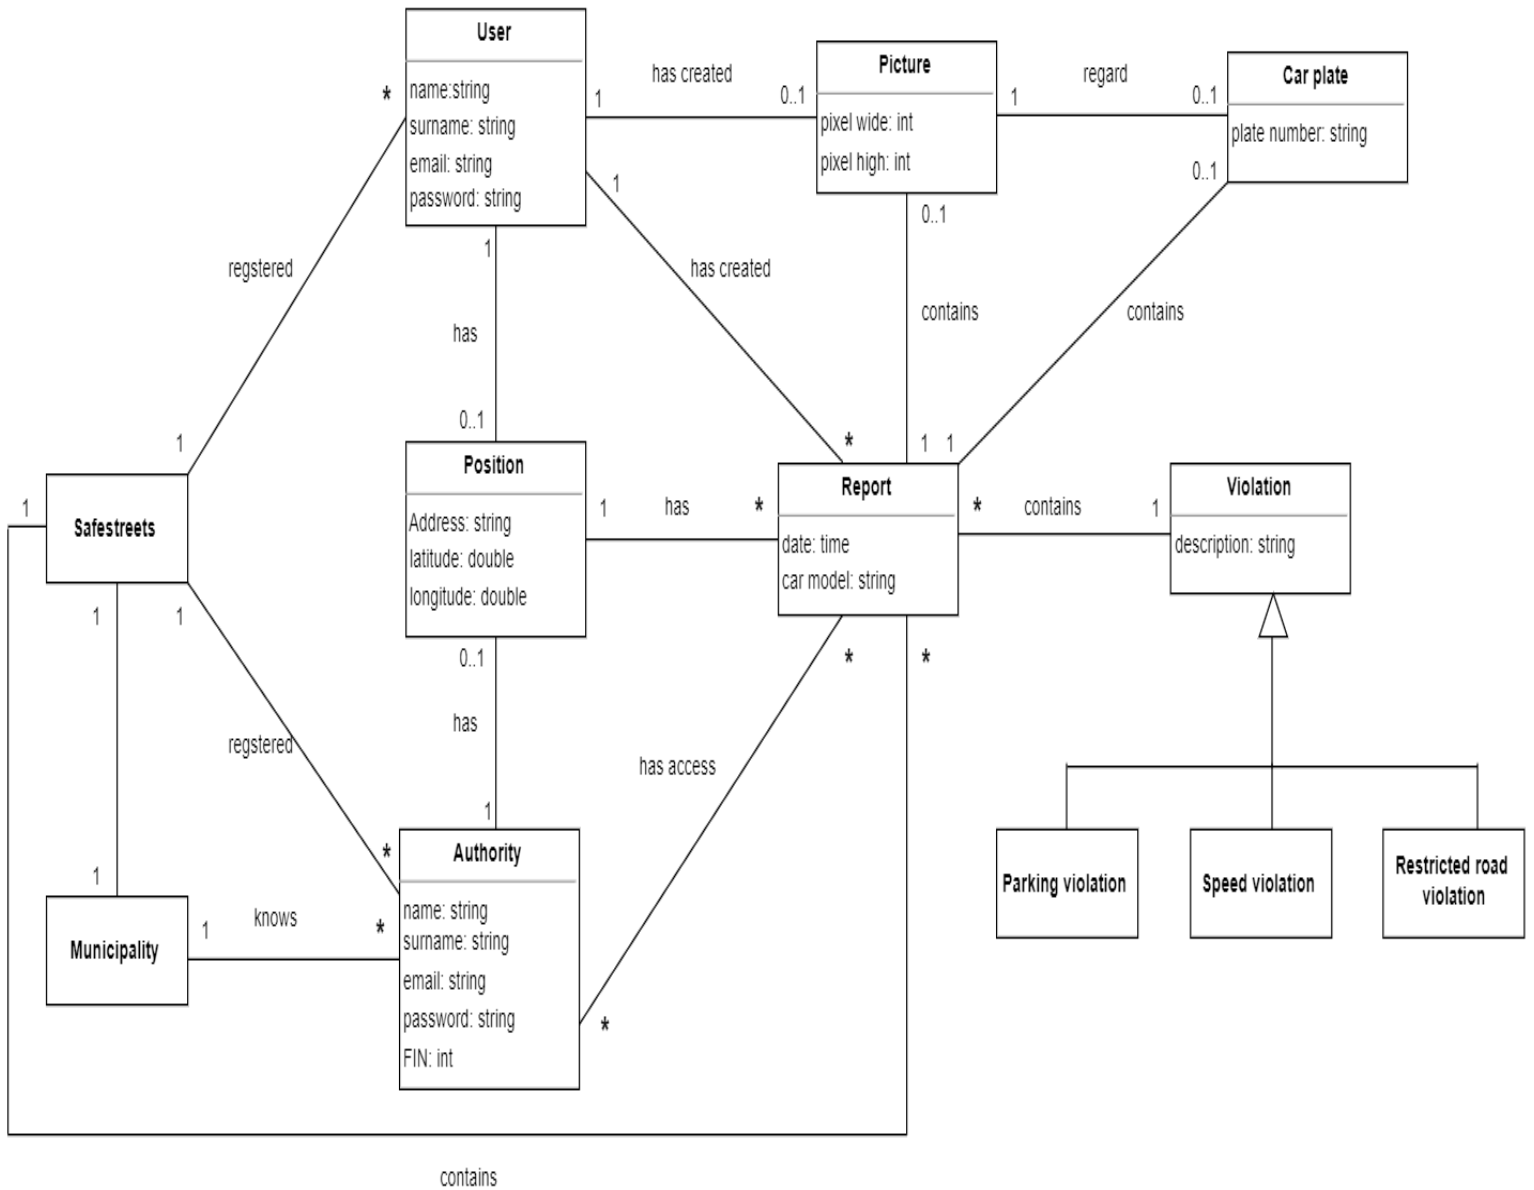 User
name:string
surname: string
email: string
password: string
*
1
has created
0..1
Picture
pixel wide: int
pixel high: int
1
regard
0..1
Car plate
plate number: string
0..1
1
0..1
regstered
1
has
0..1
has created
contains
contains
1
*
1
1
1
Safestreets
1
1
Position
Address: string
latitude: double
longitude: double
1
has
*
Report
date: time
car model: string
*
contains
1
Violation
description: string
0..1
*
*
regstered
has
has access
1
1
*
Authority
name: string
surname: string
email: string
password: string
FIN: int
Municipality
1
knows
*
*
Parking violation
Speed violation
Restricted road
violation
contains